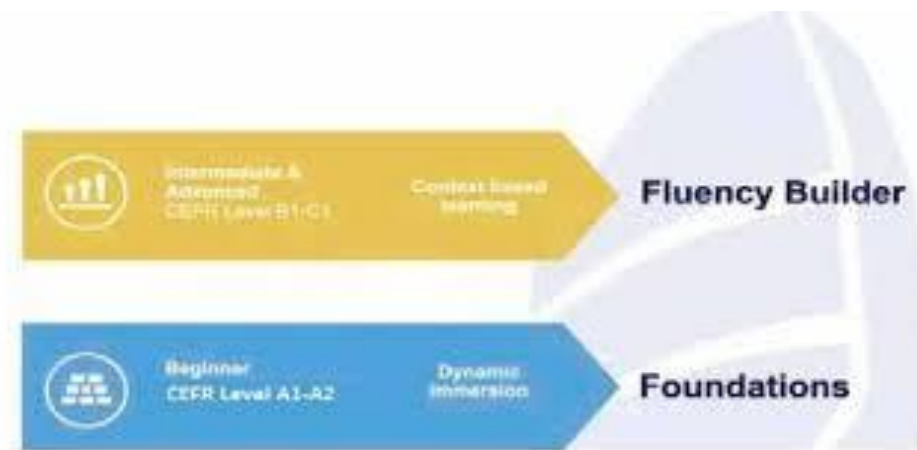 Intermediate &
Advanced
CEFR Level B1-C1
Context based
learning
Fluency Builder
Beginner
CEFR Level A1-A2
Dynamic
Immersion
Foundations